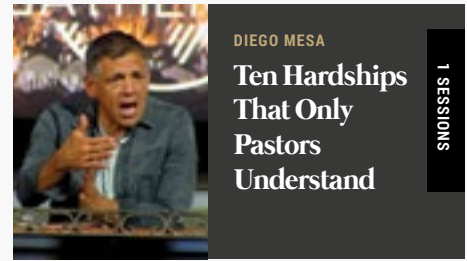 DIEGO MESA
Ten Hardships
That Only
Pastors
Understand
1 SESSIONS